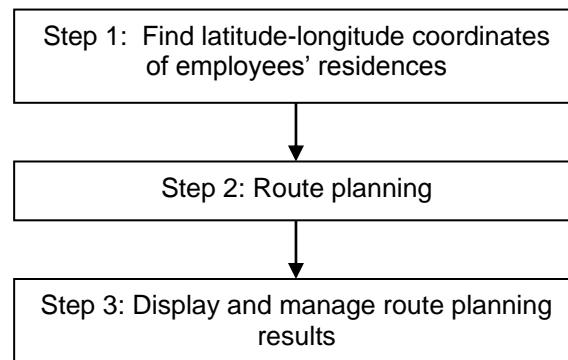 Step 1:  Find latitude-longitude coordinates
of employees’ residences
Step 2: Route planning
Step 3: Display and manage route planning
results